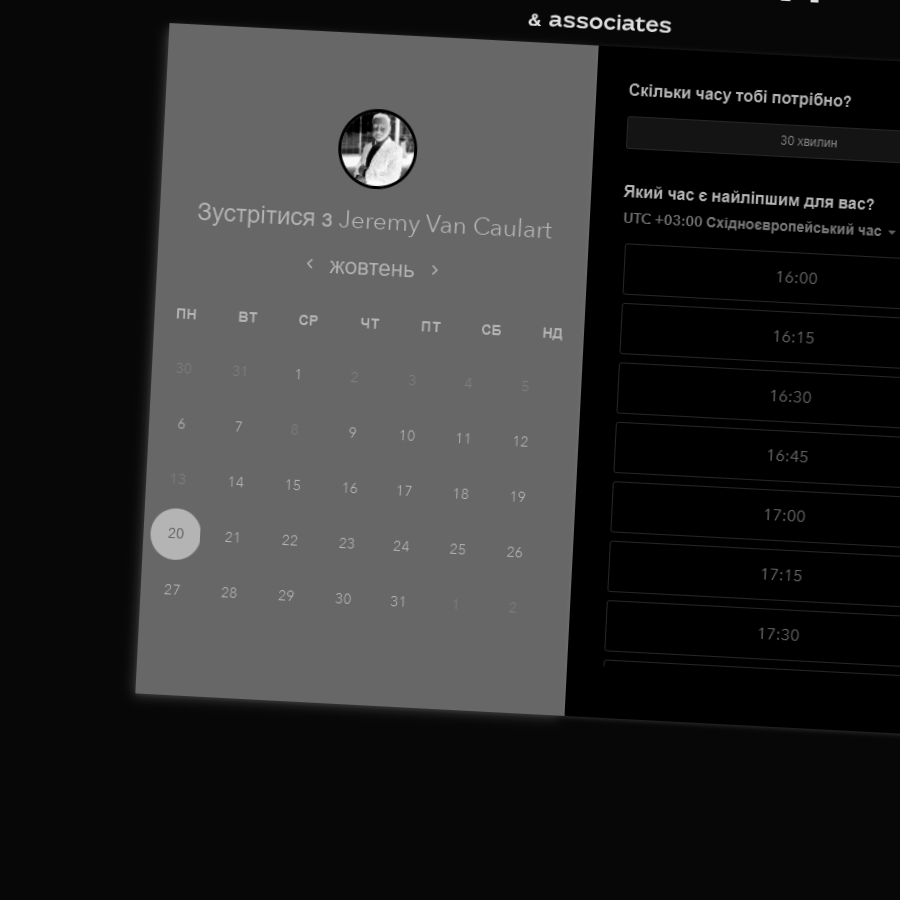 & associates
Зустрітися з Jeremy Van Caulart
жовтень
ПН ВТ СР ЧТ ПТ СБ НД
30 31 1 2 3 4 5
6 7 8 9 10 11 12
13 14 15 16 17 18 19
20 21 22 23 24 25 26
27 28 29 30 31 1 2
Скільки часу тобі потрібно?
30 хвилин
Який час є найліпшим для вас?
UTC +03:00 Східноєвропейський час
16:00
16:15
16:30
16:45
17:00
17:15
17:30